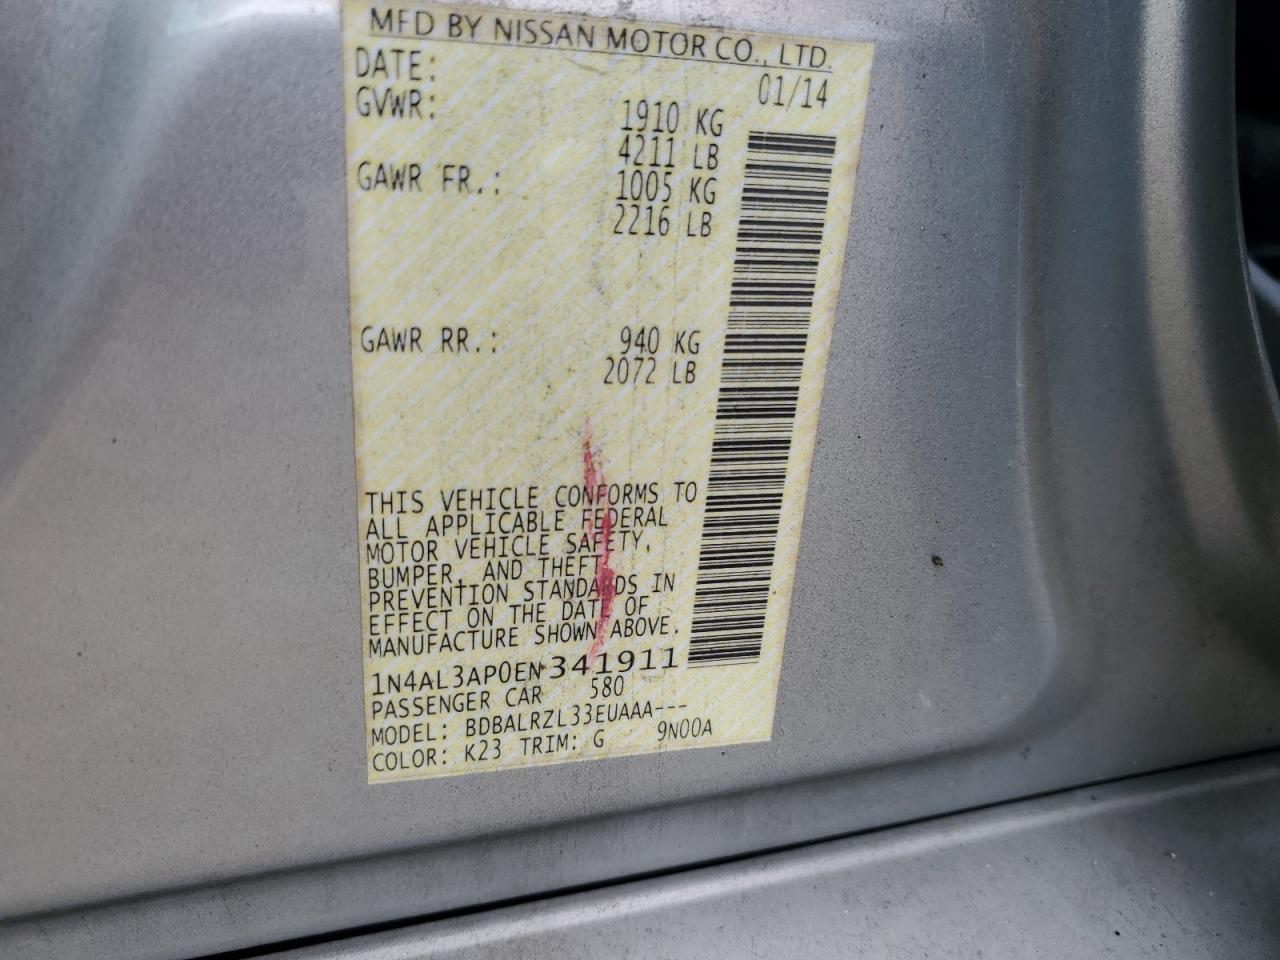 MFD BY NISSAN MOTOR CO., LTD.
DATE: 01/14
GVWR: 1910 KG
4211 LB
GAWR FR.: 1005 KG
2216 LB
GAWR RR.: 940 KG
2072 LB
THIS VEHICLE CONFORMS TO
ALL APPLICABLE FEDERAL
MOTOR VEHICLE SAFETY,
BUMPER, AND THEFT
PREVENTION STANDARDS IN
EFFECT ON THE DATE OF
MANUFACTURE SHOWN ABOVE.
1N4AL3AP0EN341911
PASSENGER CAR 580
MODEL: BDBALRZL33EUAAA---
COLOR: K23 TRIM: G 9N00A